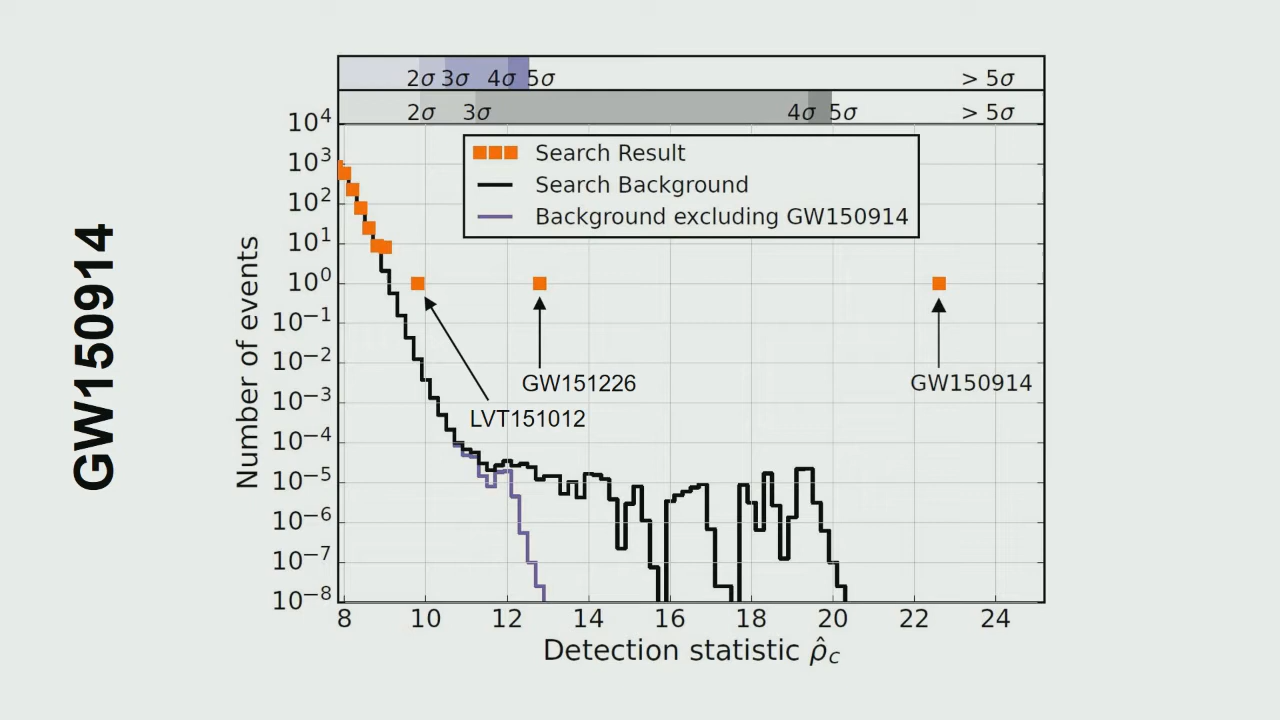 GW150914
2σ 3σ 4σ 5σ > 5σ
2σ 3σ 4σ 5σ > 5σ
Search Result
Search Background
Background excluding GW150914
Number of events
10⁴
10³
10²
10¹
10⁰
10⁻¹
10⁻²
10⁻³
10⁻⁴
10⁻⁵
10⁻⁶
10⁻⁷
10⁻⁸
GW151226
GW150914
LVT151012
8 10 12 14 16 18 20 22 24
Detection statistic ρ̂c